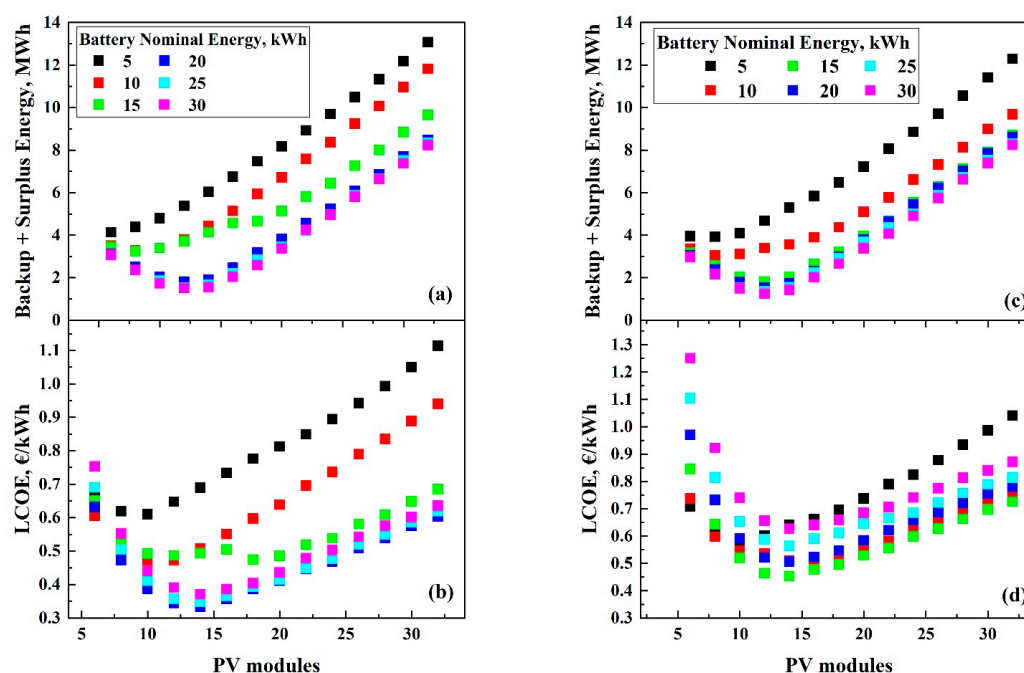 Backup + Surplus Energy, MWh
14
12
10
8
6
4
2
0
Battery Nominal Energy, kWh
5 20
10 25
15 30
(a)
LCOE, €/kWh
1.1
1.0
0.9
0.8
0.7
0.6
0.5
0.4
0.3
(b)
5 10 15 20 25 30
PV modules
Backup + Surplus Energy, MWh
14
12
10
8
6
4
2
0
Battery Nominal Energy, kWh
5 15 25
10 20 30
(c)
LCOE, €/kWh
1.3
1.2
1.1
1.0
0.9
0.8
0.7
0.6
0.5
0.4
0.3
(d)
5 10 15 20 25 30
PV modules